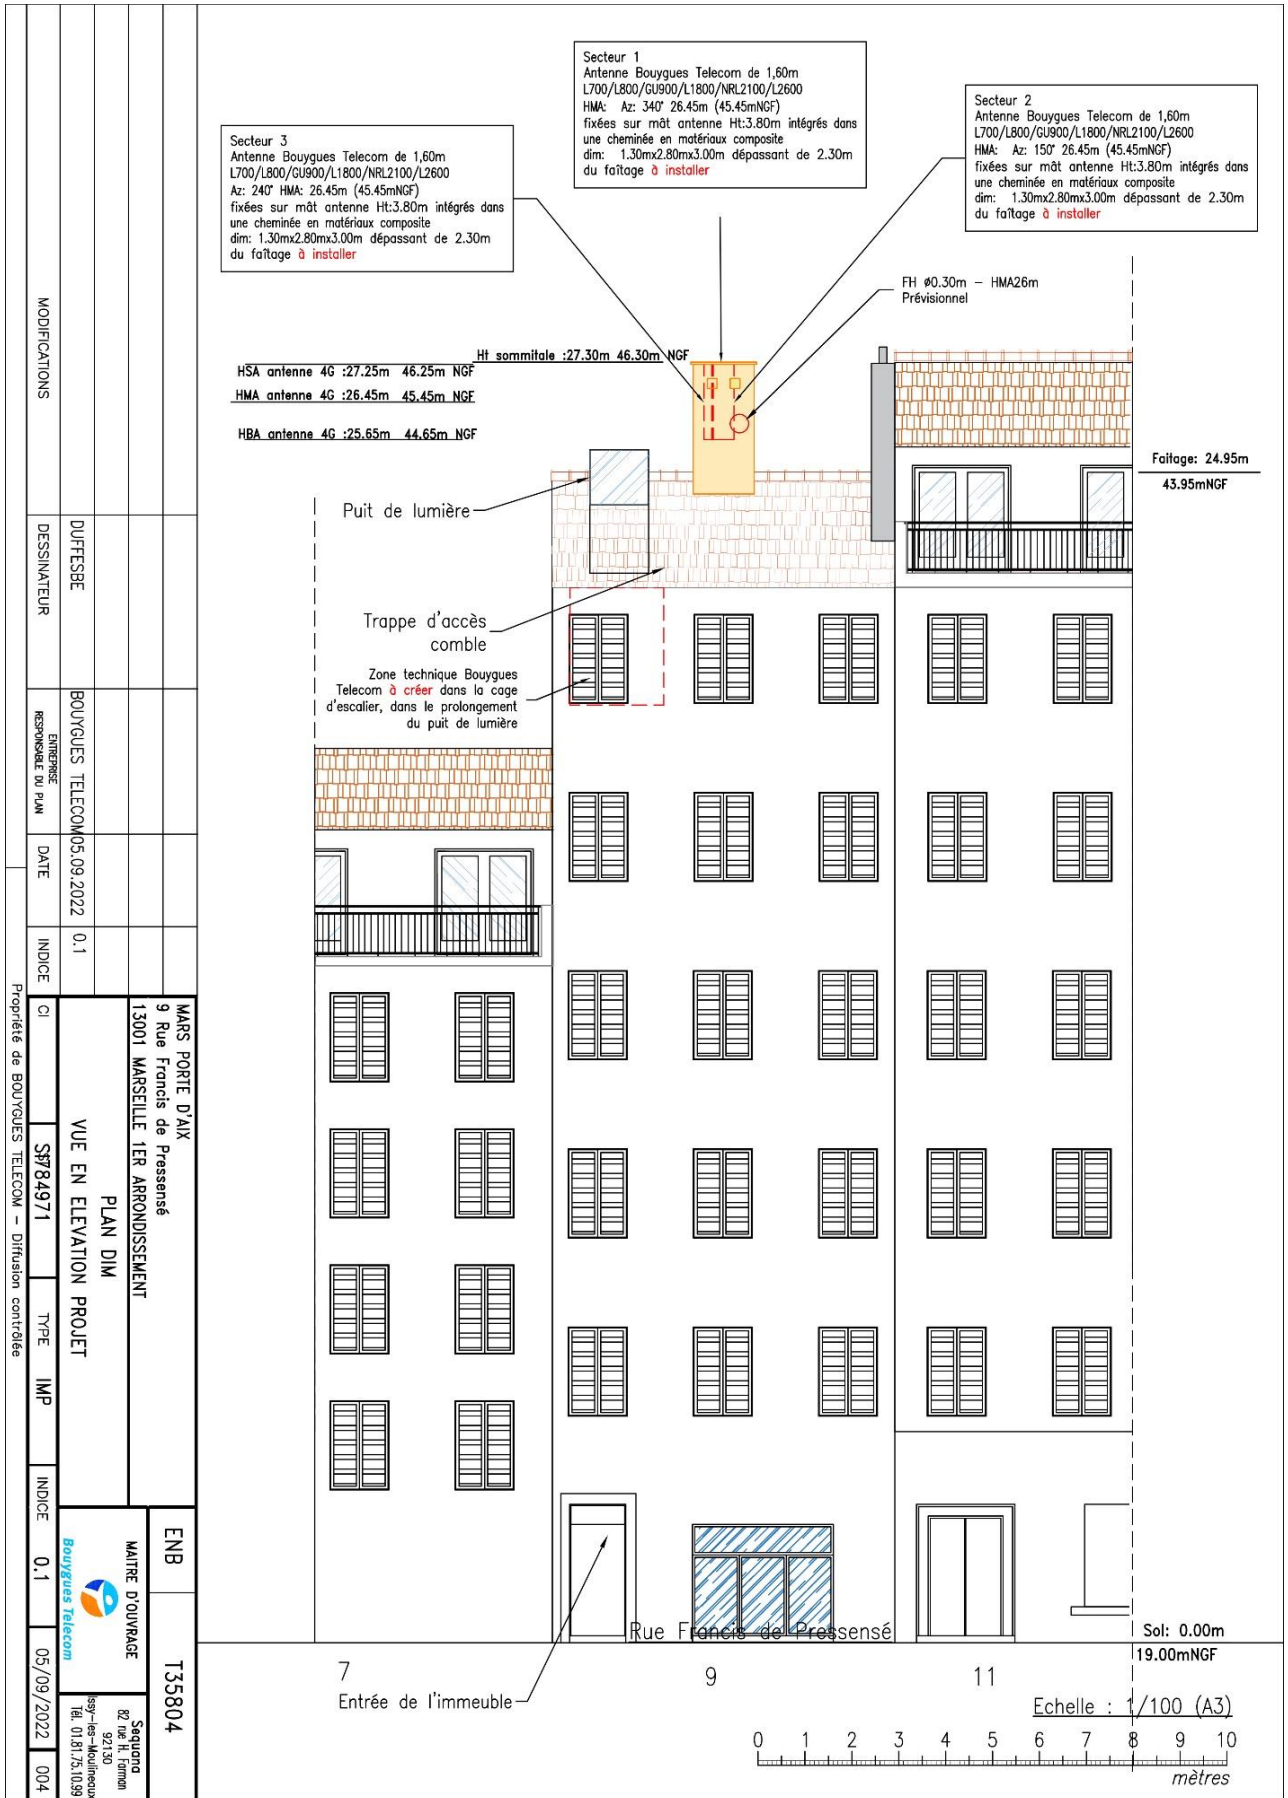 Secteur 1
Antenne Bouygues Telecom de 1,60m
L700/L800/GU900/L1800/NRL2100/L2600
HMA: Az: 340° 26.45m (45.45mNGF)
fixées sur mât antenne Ht:3.80m intégrés dans
une cheminée en matériaux composite
dim: 1.30mx2.80mx3.00m dépassant de 2.30m
du faîtage à installer
Secteur 2
Antenne Bouygues Telecom de 1,60m
L700/L800/GU900/L1800/NRL2100/L2600
HMA: Az: 150° 26.45m (45.45mNGF)
fixées sur mât antenne Ht:3.80m intégrés dans
une cheminée en matériaux composite
dim: 1.30mx2.80mx3.00m dépassant de 2.30m
du faîtage à installer
Secteur 3
Antenne Bouygues Telecom de 1,60m
L700/L800/GU900/L1800/NRL2100/L2600
Az: 240° HMA: 26.45m (45.45mNGF)
fixées sur mât antenne Ht:3.80m intégrés dans
une cheminée en matériaux composite
dim: 1.30mx2.80mx3.00m dépassant de 2.30m
du faîtage à installer
FH ø0.30m - HMA26m
Prévisionnel
Ht sommitale :27.30m 46.30m NGF
HSA antenne 4G :27.25m 46.25m NGF
HMA antenne 4G :26.45m 45.45m NGF
HBA antenne 4G :25.65m 44.65m NGF
Faitage: 24.95m
43.95mNGF
Puit de lumière
Trappe d'accès
comble
Zone technique Bouygues
Telecom à créer dans la cage
d'escalier, dans le prolongement
du puit de lumière
Rue Francis de Pressensé
Sol: 0.00m
19.00mNGF
7
9
11
Entrée de l'immeuble
Echelle : 1/100 (A3)
0 1 2 3 4 5 6 7 8 9 10
mètres
MODIFICATIONS
DESSINATEUR
ENTREPRISE
RESPONSABLE DU PLAN
DATE
INDICE
DUFFESBE
BOUYGUES TELECOM
05.09.2022
0.1
MARS PORTE D'AIX
9 Rue Francis de Pressensé
13001 MARSEILLE 1ER ARRONDISSEMENT
PLAN DIM
VUE EN ELEVATION PROJET
CI
TYPE
IMP
INDICE
0.1
05/09/2022
004
ENB
T35804
MAITRE D'OUVRAGE
Bouygues Telecom
Sequana
82 rue H. Farman
92130
Issy-les-Moulineaux
Tél. 01.81.75.10.99
Propriété de BOUYGUES TELECOM - Diffusion contrôlée